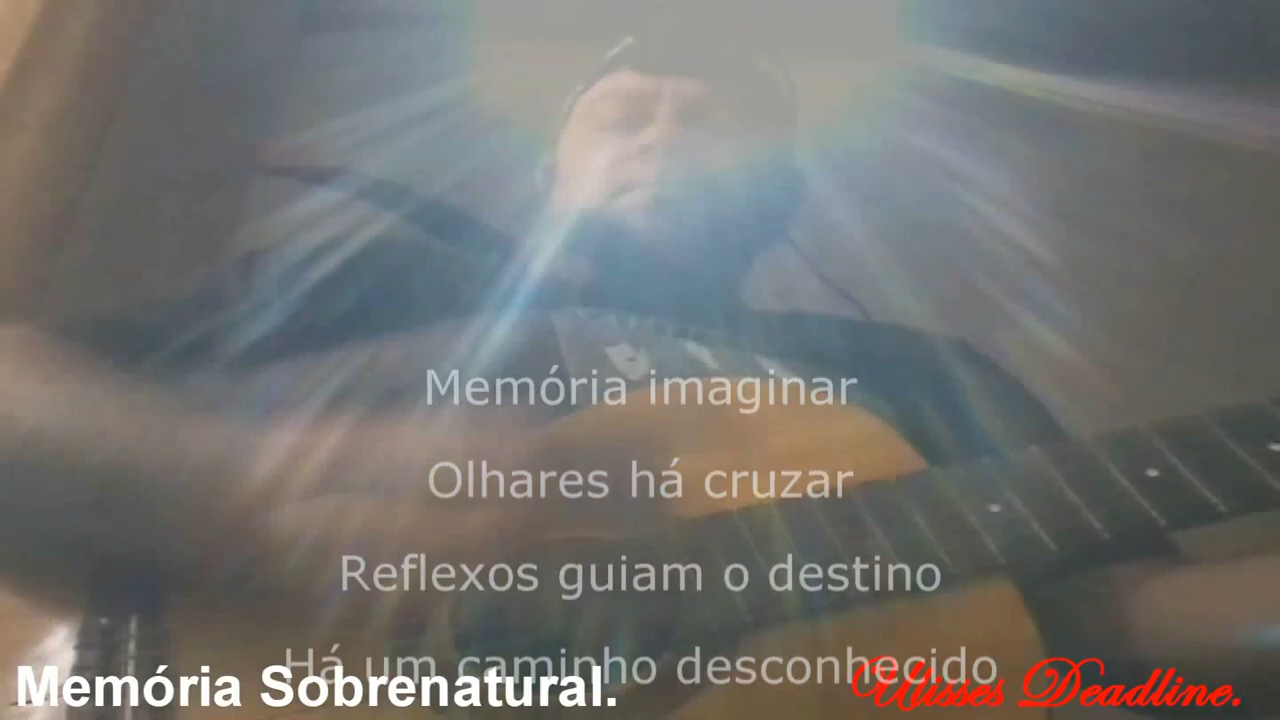 Memória imaginar
Olhares há cruzar
Reflexos guiam o destino
Há um caminho desconhecido
Memória Sobrenatural.
Ulisses Deadline.